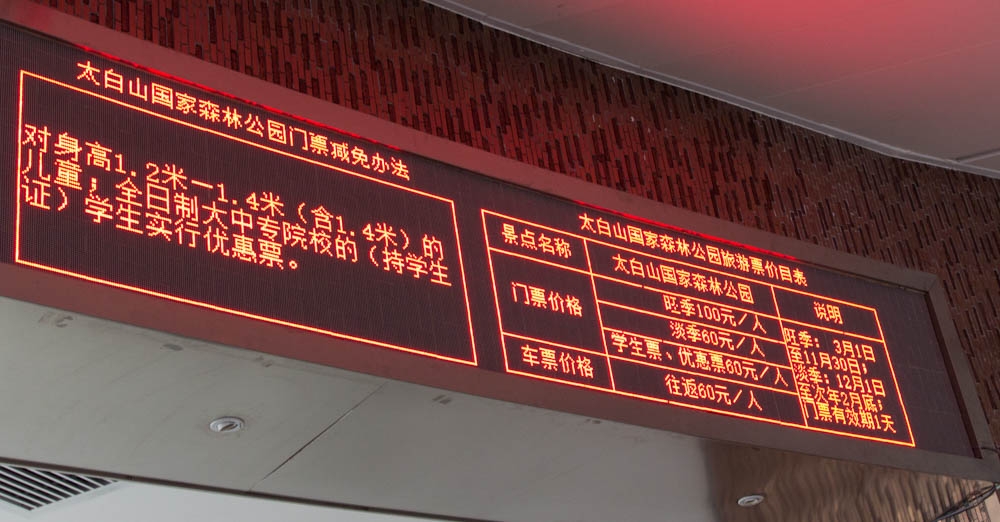 太白山国家森林公园门票减免办法
对身高1.2米—1.4米（含1.4米）的
儿童；全日制大中专院校的（持学生
证）学生实行优惠票。
太白山国家森林公园旅游票价目表
景点名称
太白山国家森林公园
说明
门票价格
旺季100元/人
淡季60元/人
学生票、优惠票60元/人
车票价格
往返60元/人
旺季：3月1日
至11月30日；
淡季：12月1日
至次年2月底；
门票有效期1天